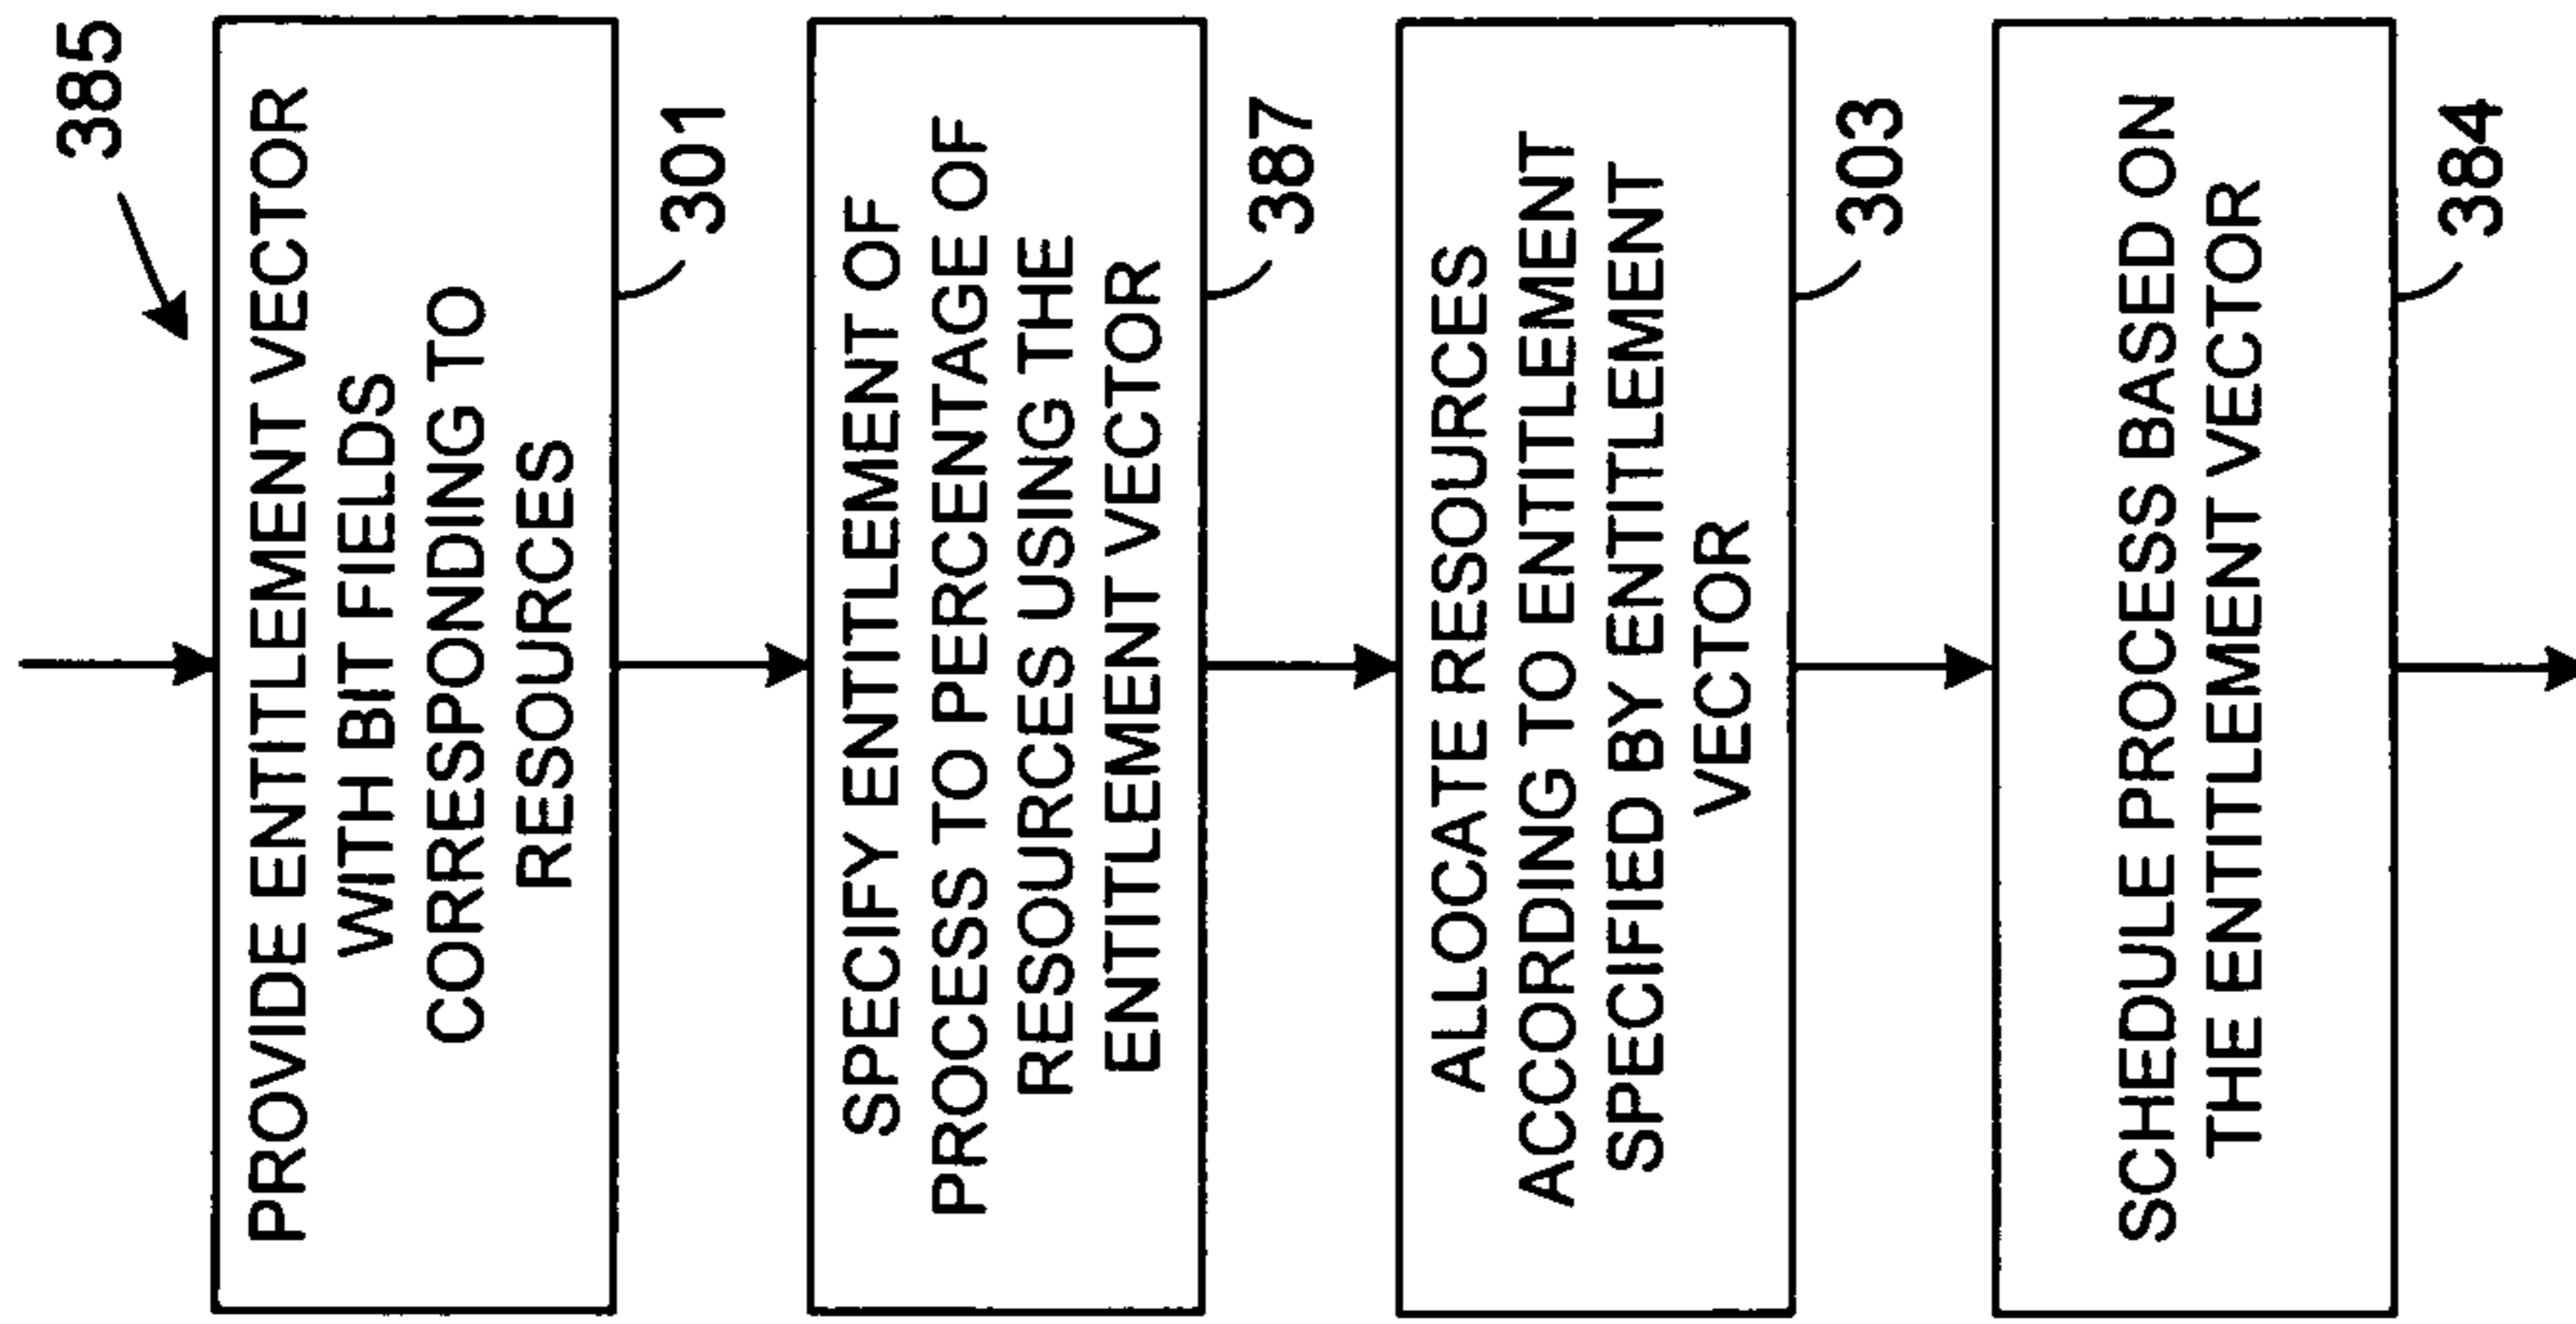 385
PROVIDE ENTITLEMENT VECTOR
WITH BIT FIELDS
CORRESPONDING TO
RESOURCES
301
SPECIFY ENTITLEMENT OF
PROCESS TO PERCENTAGE OF
RESOURCES USING THE
ENTITLEMENT VECTOR
387
ALLOCATE RESOURCES
ACCORDING TO ENTITLEMENT
SPECIFIED BY ENTITLEMENT
VECTOR
303
SCHEDULE PROCESS BASED ON
THE ENTITLEMENT VECTOR
384